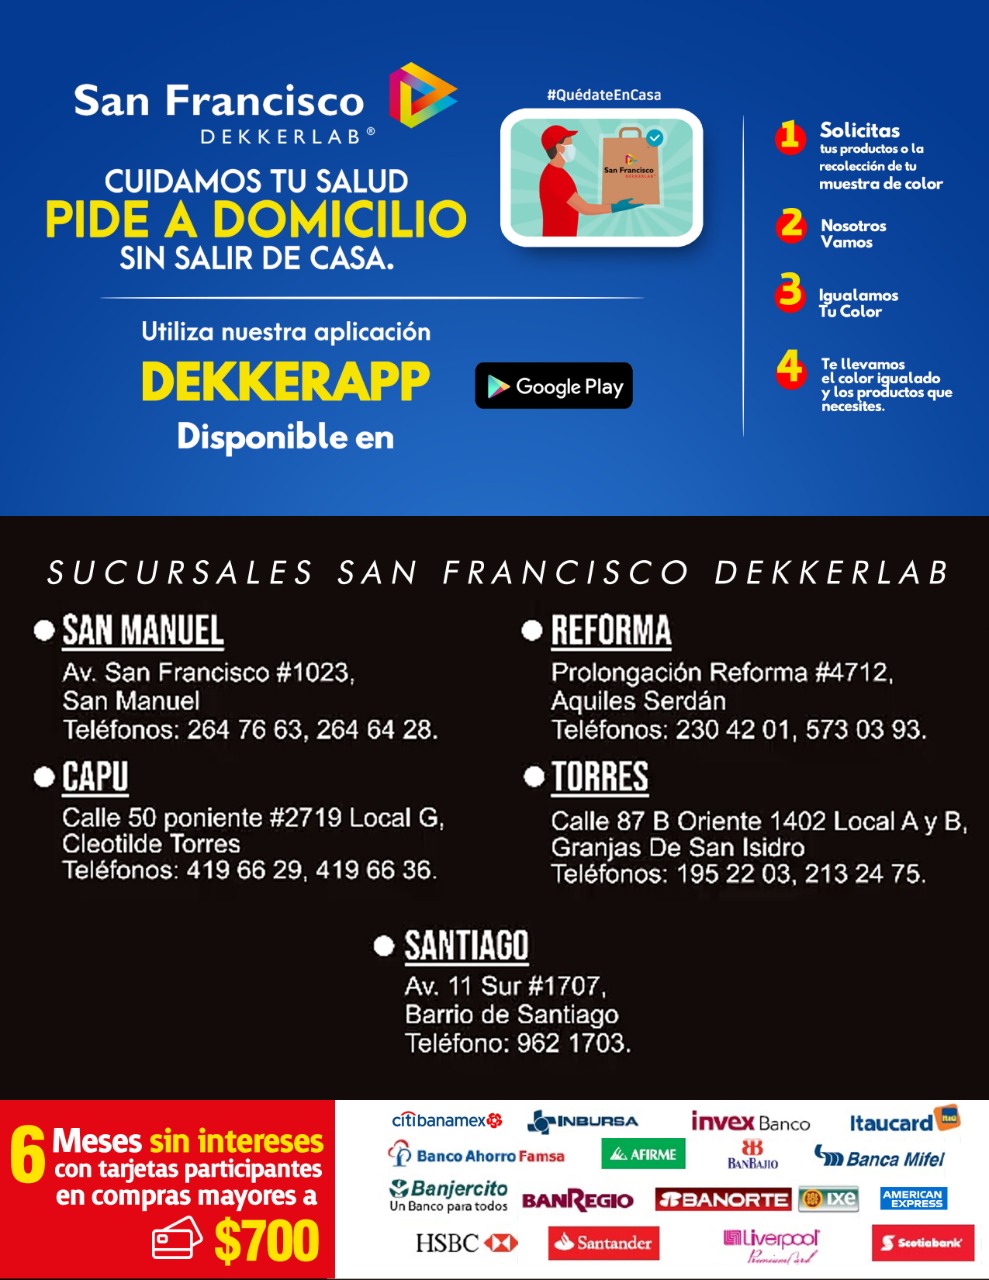 San Francisco
DEKKERLAB®
CUIDAMOS TU SALUD
PIDE A DOMICILIO
SIN SALIR DE CASA.
#QuédateEnCasa
San Francisco
DEKKERLAB
Utiliza nuestra aplicación
DEKKERAPP
Disponible en
Google Play
1 Solicitas
tus productos o la
recolección de tu
muestra de color
2 Nosotros
Vamos
3 Igualamos
Tu Color
4 Te llevamos
el color igualado
y los productos que
necesites.
SUCURSALES SAN FRANCISCO DEKKERLAB
SAN MANUEL
Av. San Francisco #1023,
San Manuel
Teléfonos: 264 76 63, 264 64 28.
REFORMA
Prolongación Reforma #4712,
Aquiles Serdán
Teléfonos: 230 42 01, 573 03 93.
CAPU
Calle 50 poniente #2719 Local G,
Cleotilde Torres
Teléfonos: 419 66 29, 419 66 36.
TORRES
Calle 87 B Oriente 1402 Local A y B,
Granjas De San Isidro
Teléfonos: 195 22 03, 213 24 75.
SANTIAGO
Av. 11 Sur #1707,
Barrio de Santiago
Teléfono: 962 1703.
6 Meses sin intereses
con tarjetas participantes
en compras mayores a
$700
citibanamex
INBURSA
invex Banco
Itaucard
Itaú
Banco Ahorro Famsa
AFIRME
BANBAJIO
Banca Mifel
Banjercito
Un Banco para todos
BANREGIO
BANORTE
IXE
AMERICAN
EXPRESS
HSBC
Santander
Liverpool
Premium Card
Scotiabank